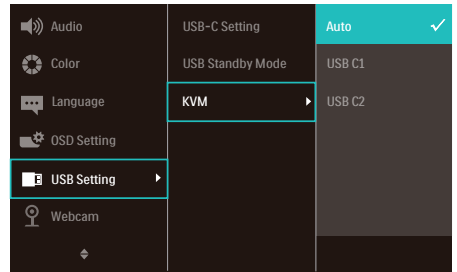 Audio
Color
Language
OSD Setting
USB Setting
Webcam
USB-C Setting
USB Standby Mode
KVM
Auto
USB C1
USB C2